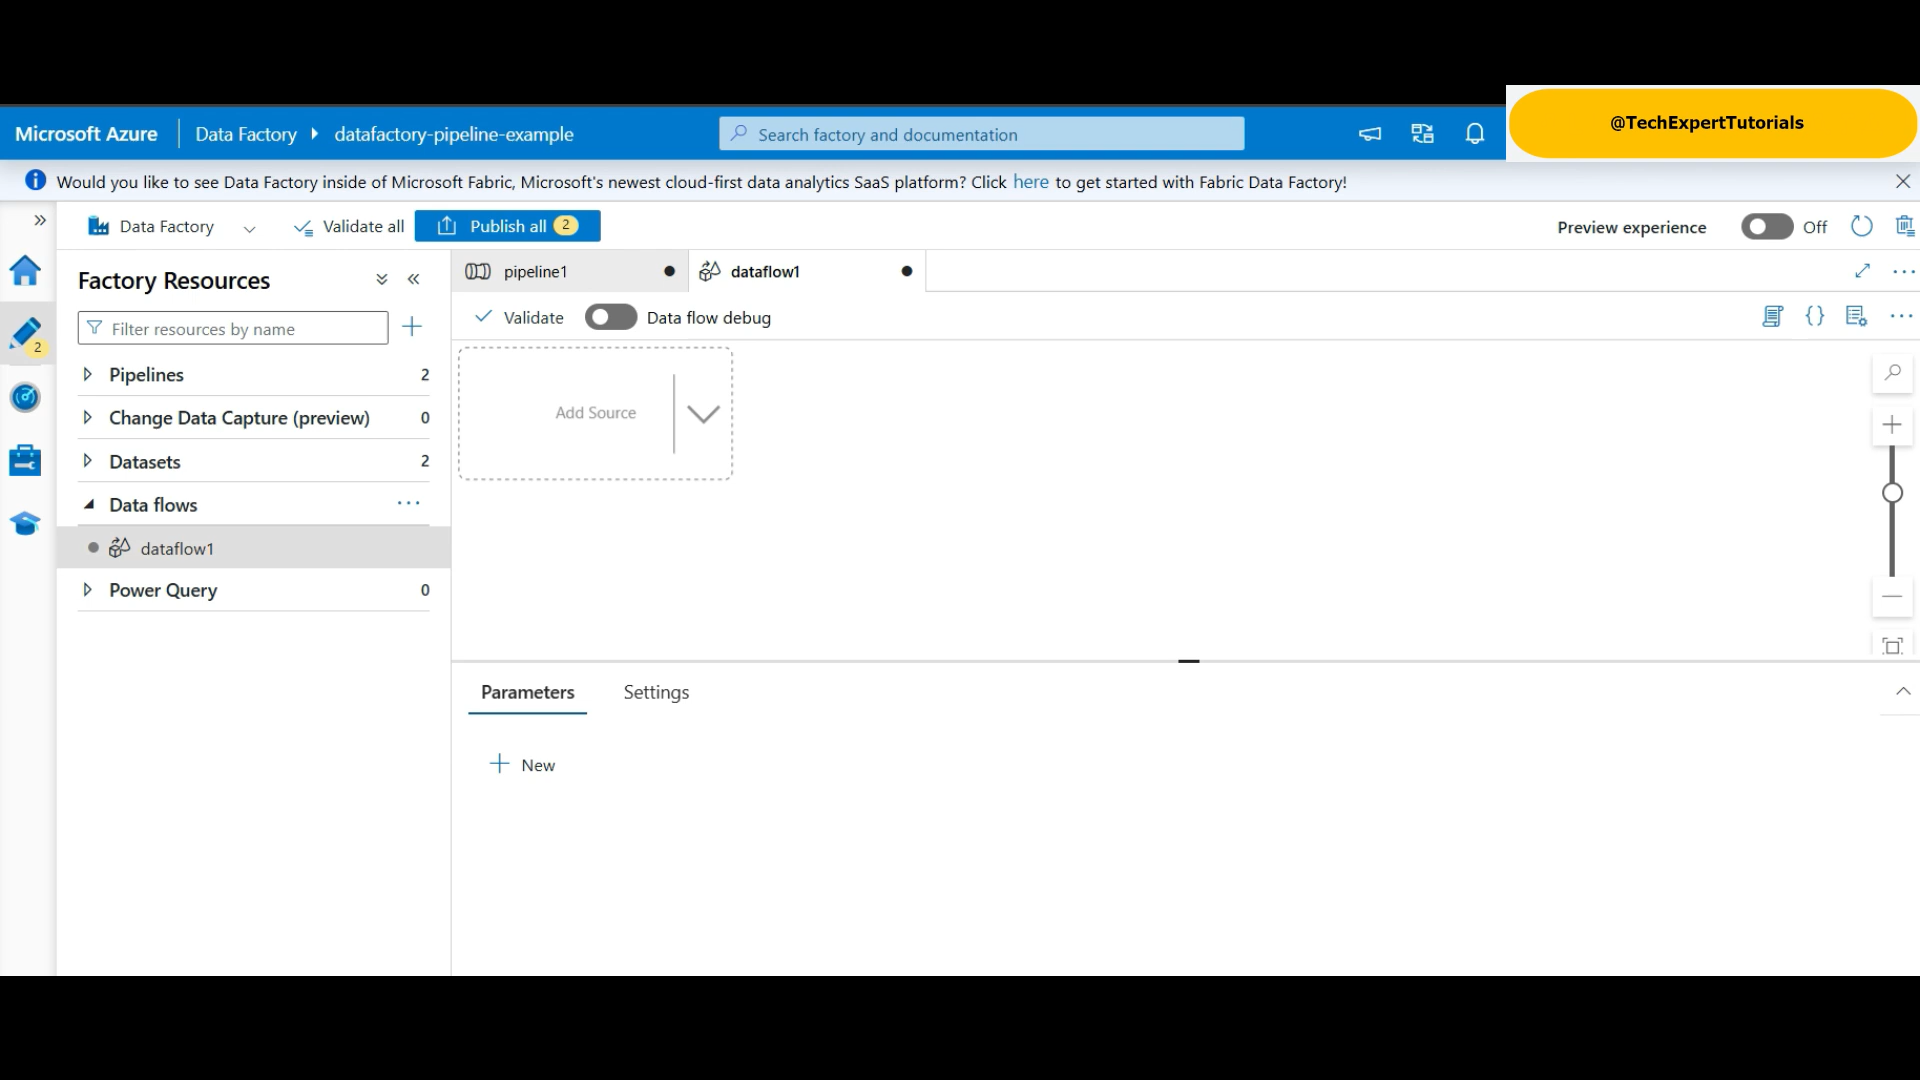 Microsoft Azure
Data Factory
datafactory-pipeline-example
Search factory and documentation
@TechExpertTutorials
Would you like to see Data Factory inside of Microsoft Fabric, Microsoft's newest cloud-first data analytics SaaS platform? Click here to get started with Fabric Data Factory!
Data Factory
Validate all
Publish all 2
Preview experience
Off
Factory Resources
pipeline1
dataflow1
Filter resources by name
Validate
Data flow debug
2
Pipelines 2
Change Data Capture (preview) 0
Datasets 2
Data flows
dataflow1
Power Query 0
Add Source
Parameters
Settings
New